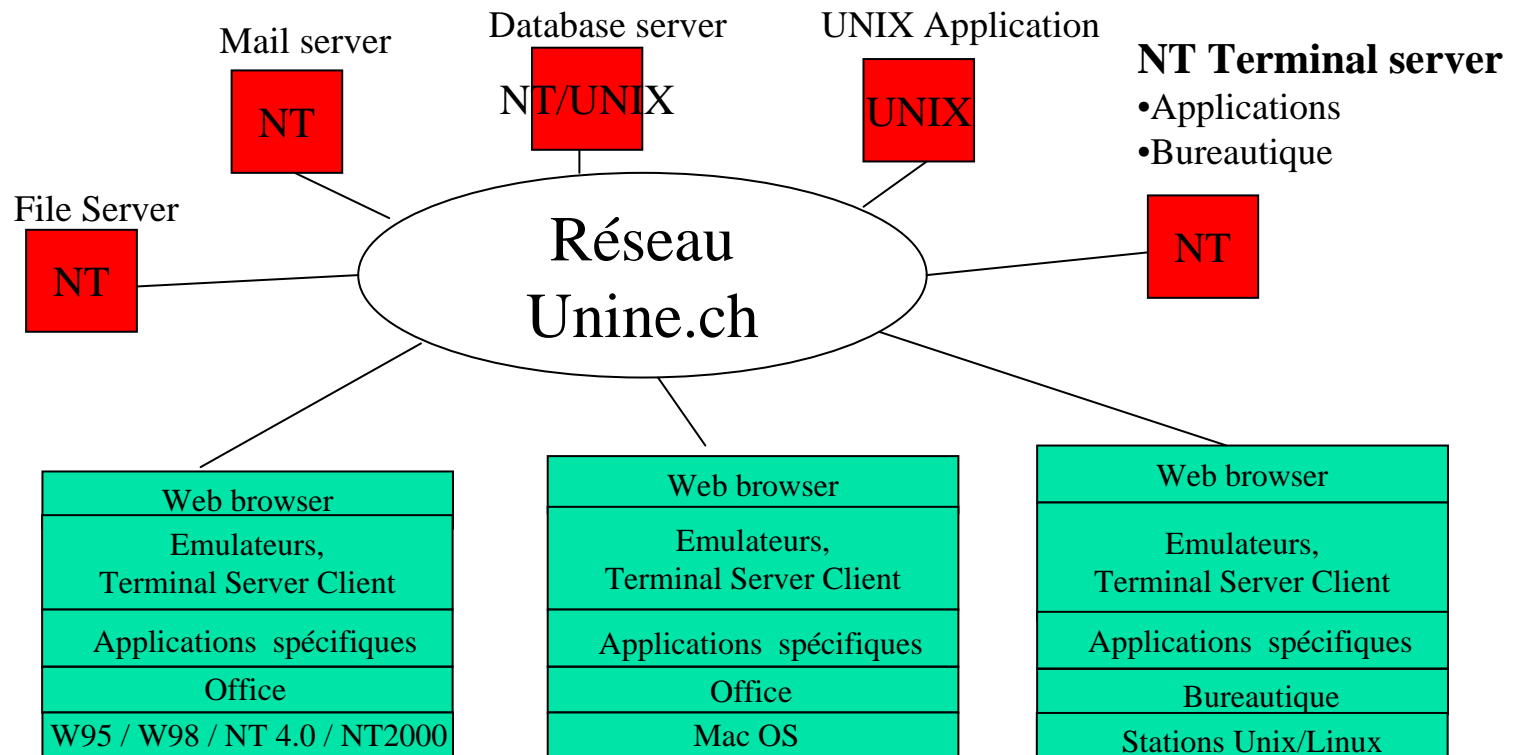 Mail server
Database server
UNIX Application
NT Terminal server
•Applications
•Bureautique
NT
NT/UNIX
UNIX
File Server
NT
NT
Réseau
Unine.ch
Web browser
Emulateurs,
Terminal Server Client
Applications spécifiques
Office
W95 / W98 / NT 4.0 / NT2000
Web browser
Emulateurs,
Terminal Server Client
Applications spécifiques
Office
Mac OS
Web browser
Emulateurs,
Terminal Server Client
Applications spécifiques
Bureautique
Stations Unix/Linux